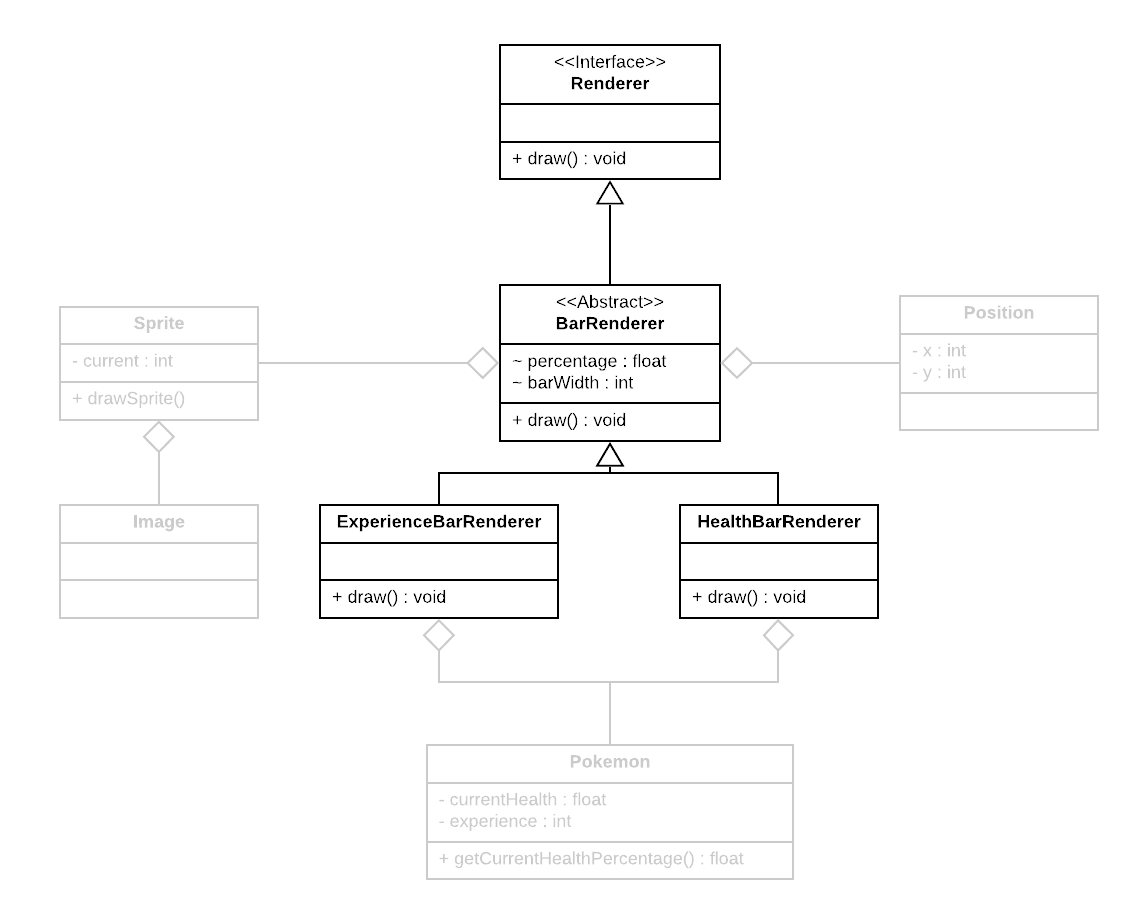 <<Interface>>
Renderer
+ draw() : void
<<Abstract>>
BarRenderer
~ percentage : float
~ barWidth : int
+ draw() : void
Sprite
- current : int
+ drawSprite()
Position
- x : int
- y : int
Image
ExperienceBarRenderer
+ draw() : void
HealthBarRenderer
+ draw() : void
Pokemon
- currentHealth : float
- experience : int
+ getCurrentHealthPercentage() : float